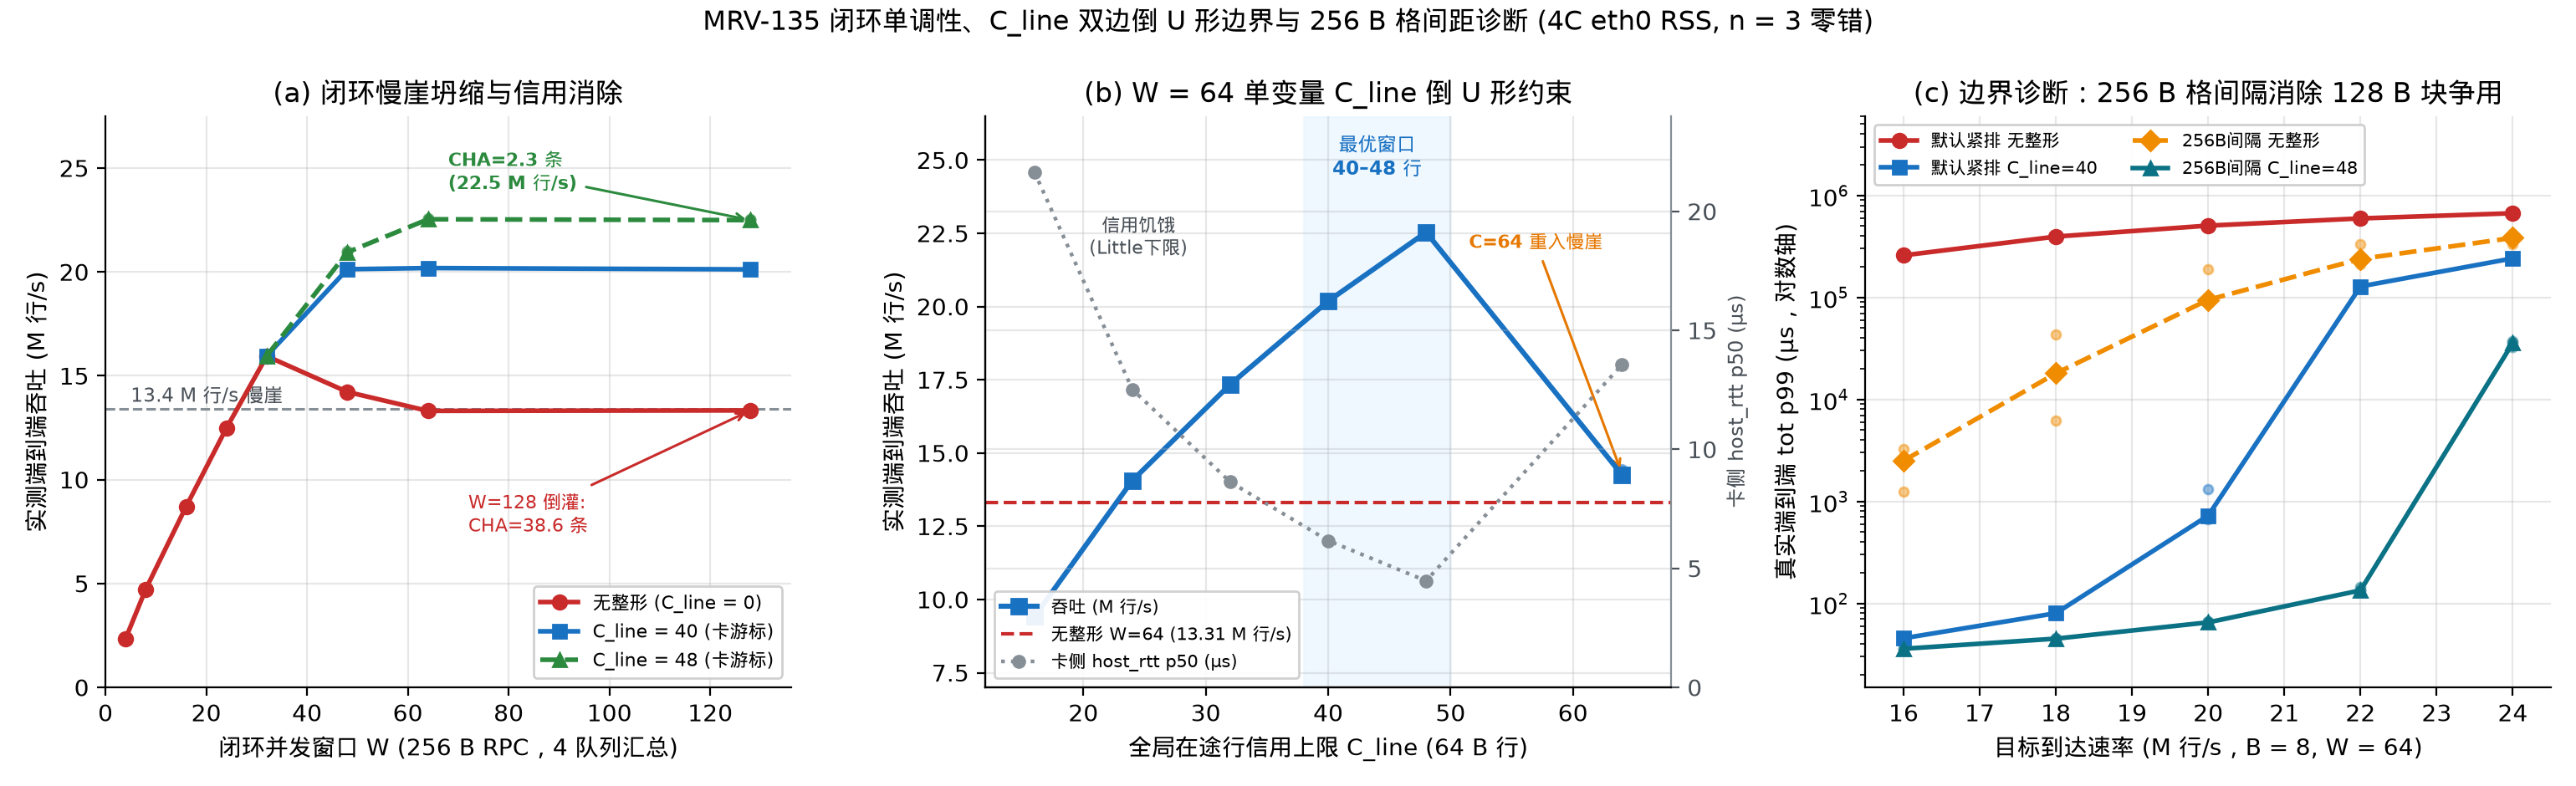 MRV-135 闭环单调性、C_line 双边倒 U 形边界与 256 B 格间距诊断 (4C eth0 RSS, n = 3 零错)
(a) 闭环慢崖坍缩与信用消除
实测端到端吞吐 (M 行/s)
25
20
15
10
5
0
CHA=2.3 条
(22.5 M 行/s)
13.4 M 行/s 慢崖
W=128 倒灌:
CHA=38.6 条
无整形 (C_line = 0)
C_line = 40 (卡游标)
C_line = 48 (卡游标)
0 20 40 60 80 100 120
闭环并发窗口 W (256 B RPC , 4 队列汇总)
(b) W = 64 单变量 C_line 倒 U 形约束
实测端到端吞吐 (M 行/s)
25.0
22.5
20.0
17.5
15.0
12.5
10.0
7.5
最优窗口
40–48 行
信用饥饿
(Little下限)
C=64 重入慢崖
吞吐 (M 行/s)
无整形 W=64 (13.31 M 行/s)
卡侧 host_rtt p50 (µs)
20 30 40 50 60
全局在途行信用上限 C_line (64 B 行)
20
15
10
5
0
卡侧 host_rtt p50 (µs)
(c) 边界诊断：256 B 格间隔消除 128 B 块争用
真实端到端 tot p99 (µs , 对数轴)
默认紧排 无整形
默认紧排 C_line=40
256B间隔 无整形
256B间隔 C_line=48
10⁶
10⁵
10⁴
10³
10²
16 17 18 19 20 21 22 23 24
目标到达速率 (M 行/s , B = 8, W = 64)